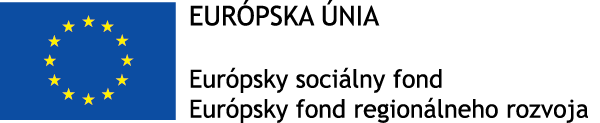 EURÓPSKA ÚNIA
Európsky sociálny fond
Európsky fond regionálneho rozvoja